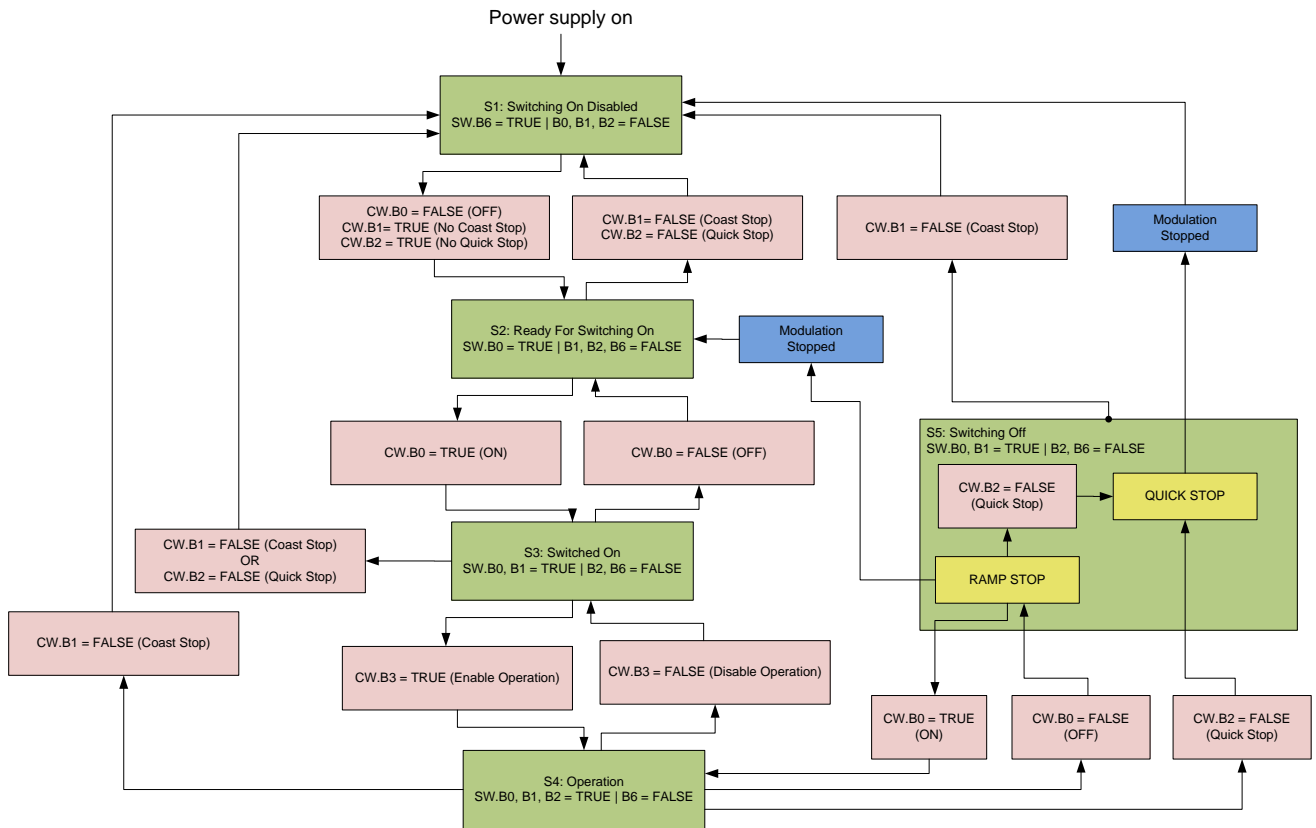 Power supply on
S1: Switching On Disabled
SW.B6 = TRUE | B0, B1, B2 = FALSE
CW.B0 = FALSE (OFF)
CW.B1= TRUE (No Coast Stop)
CW.B2 = TRUE (No Quick Stop)
CW.B1= FALSE (Coast Stop)
CW.B2 = FALSE (Quick Stop)
CW.B1 = FALSE (Coast Stop)
Modulation
Stopped
S2: Ready For Switching On
SW.B0 = TRUE | B1, B2, B6 = FALSE
Modulation
Stopped
CW.B0 = TRUE (ON)
CW.B0 = FALSE (OFF)
S5: Switching Off
SW.B0, B1 = TRUE | B2, B6 = FALSE
CW.B2 = FALSE
(Quick Stop)
QUICK STOP
RAMP STOP
CW.B1 = FALSE (Coast Stop)
OR
CW.B2 = FALSE (Quick Stop)
S3: Switched On
SW.B0, B1 = TRUE | B2, B6 = FALSE
CW.B1 = FALSE (Coast Stop)
CW.B3 = TRUE (Enable Operation)
CW.B3 = FALSE (Disable Operation)
CW.B0 = TRUE
(ON)
CW.B0 = FALSE
(OFF)
CW.B2 = FALSE
(Quick Stop)
S4: Operation
SW.B0, B1, B2 = TRUE | B6 = FALSE